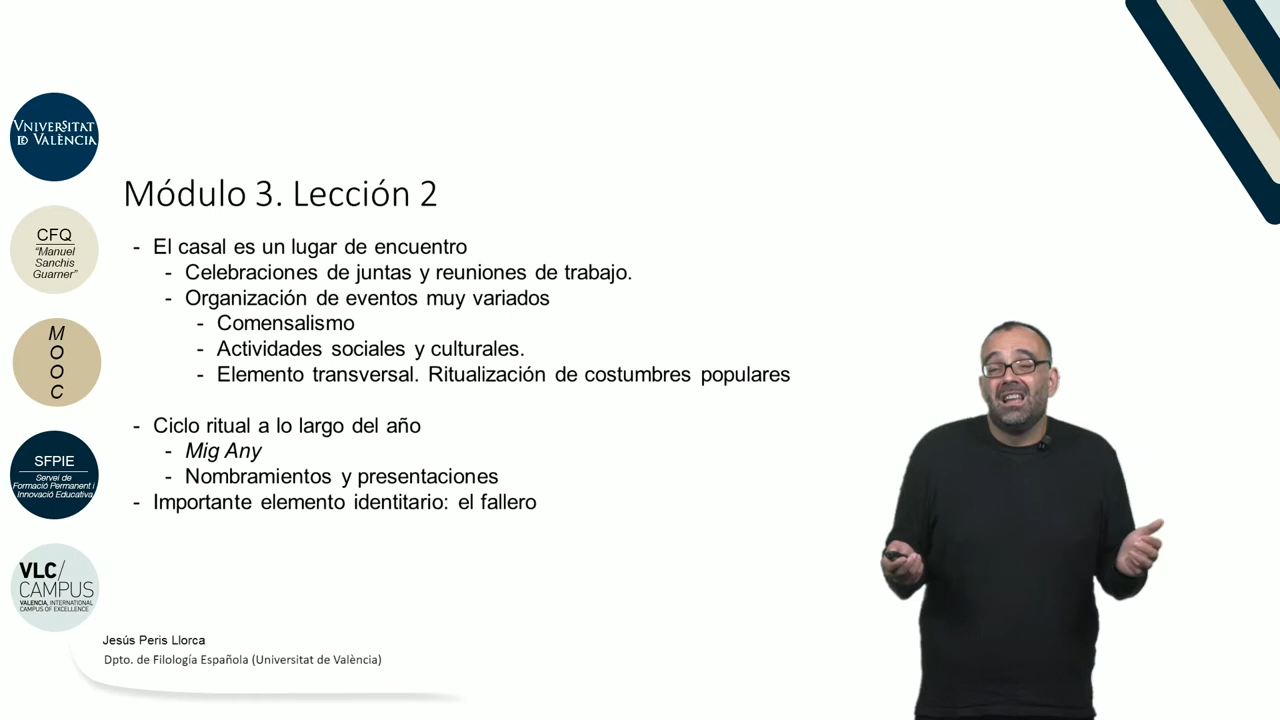 VNIVERSITAT
ID VALÈNCIA
CFQ
“Manuel
Sanchis
Guarner”
M
O
O
C
SFPIE
Servei de
Formació Permanent i
Innovació Educativa
VLC/
CAMPUS
VALENCIA, INTERNATIONAL
CAMPUS OF EXCELLENCE
Módulo 3. Lección 2
- El casal es un lugar de encuentro
- Celebraciones de juntas y reuniones de trabajo.
- Organización de eventos muy variados
- Comensalismo
- Actividades sociales y culturales.
- Elemento transversal. Ritualización de costumbres populares
- Ciclo ritual a lo largo del año
- Mig Any
- Nombramientos y presentaciones
- Importante elemento identitario: el fallero
Jesús Peris Llorca
Dpto. de Filología Española (Universitat de València)